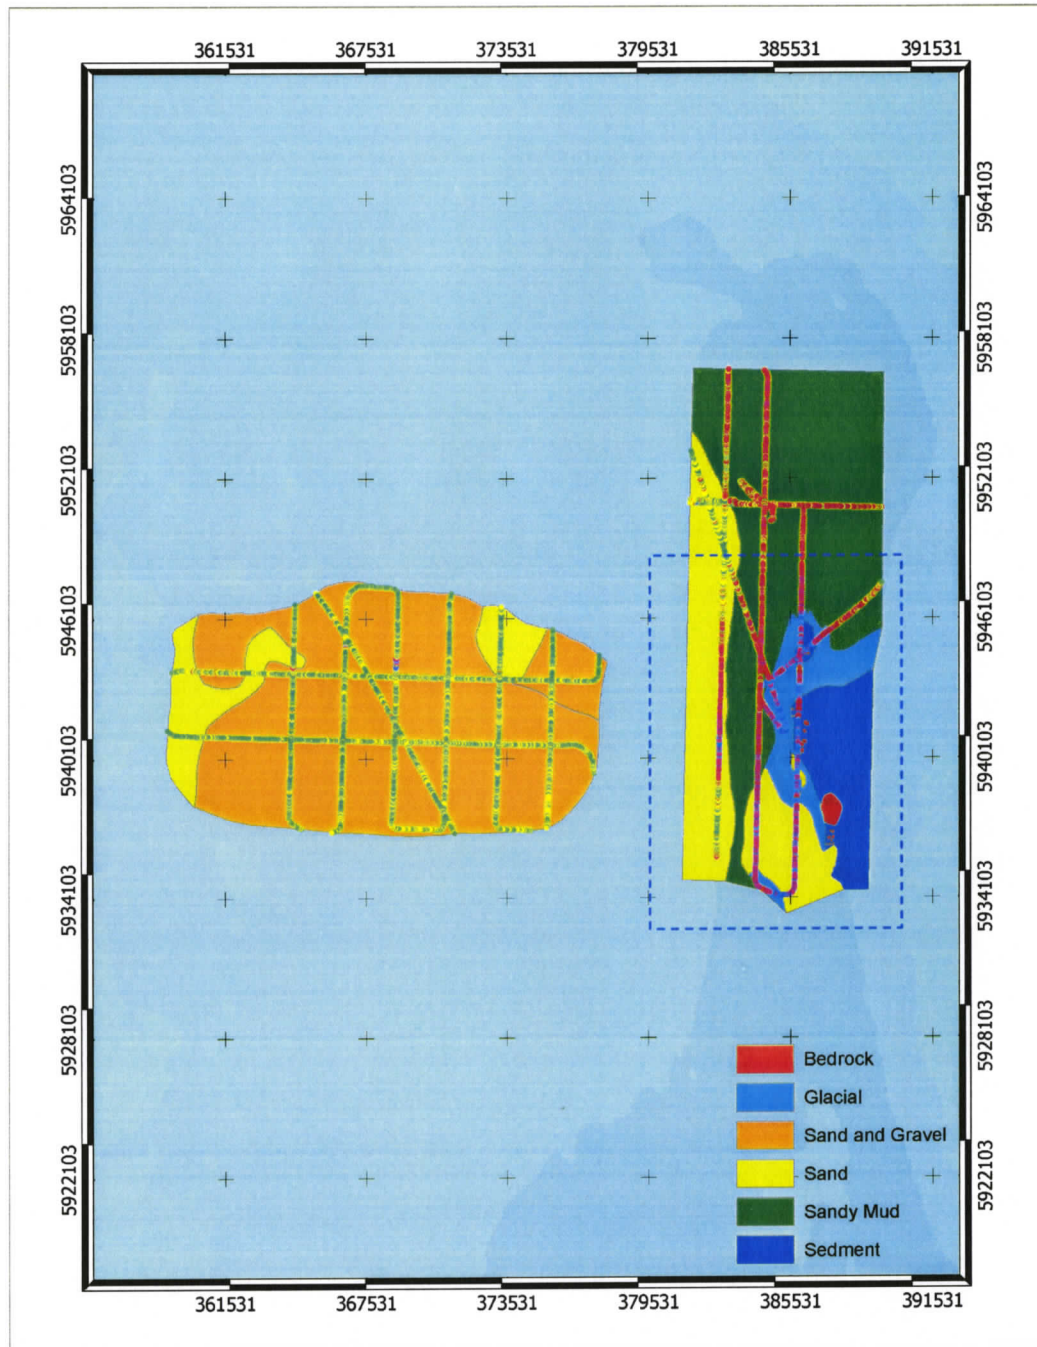 361531 367531 373531 379531 385531 391531
5964103 5964103
5958103 5958103
5952103 5952103
5946103 5946103
5940103 5940103
5934103 5934103
5928103 5928103
5922103 5922103
Bedrock
Glacial
Sand and Gravel
Sand
Sandy Mud
Sediment
361531 367531 373531 379531 385531 391531